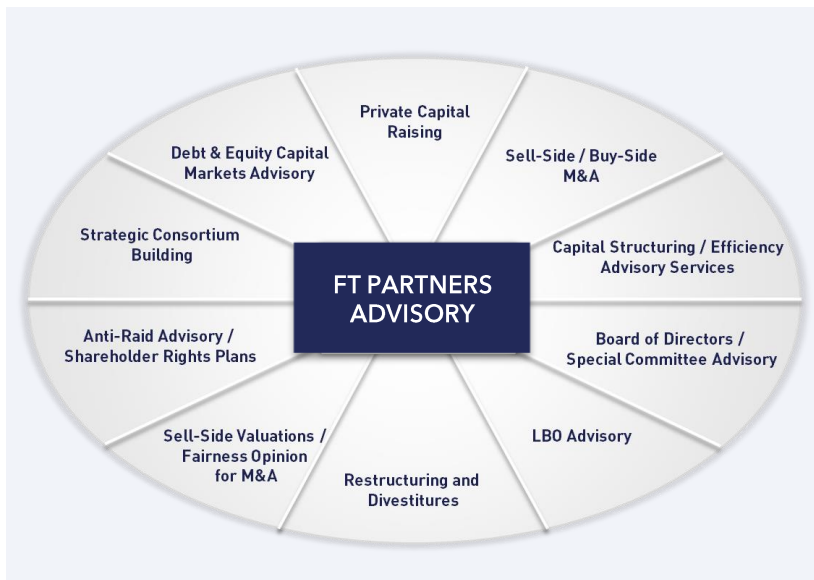 Private Capital
Raising
Sell-Side / Buy-Side
M&A
Capital Structuring / Efficiency
Advisory Services
Board of Directors /
Special Committee Advisory
LBO Advisory
Restructuring and
Divestitures
Sell-Side Valuations /
Fairness Opinion
for M&A
Anti-Raid Advisory /
Shareholder Rights Plans
Strategic Consortium
Building
Debt & Equity Capital
Markets Advisory
FT PARTNERS
ADVISORY